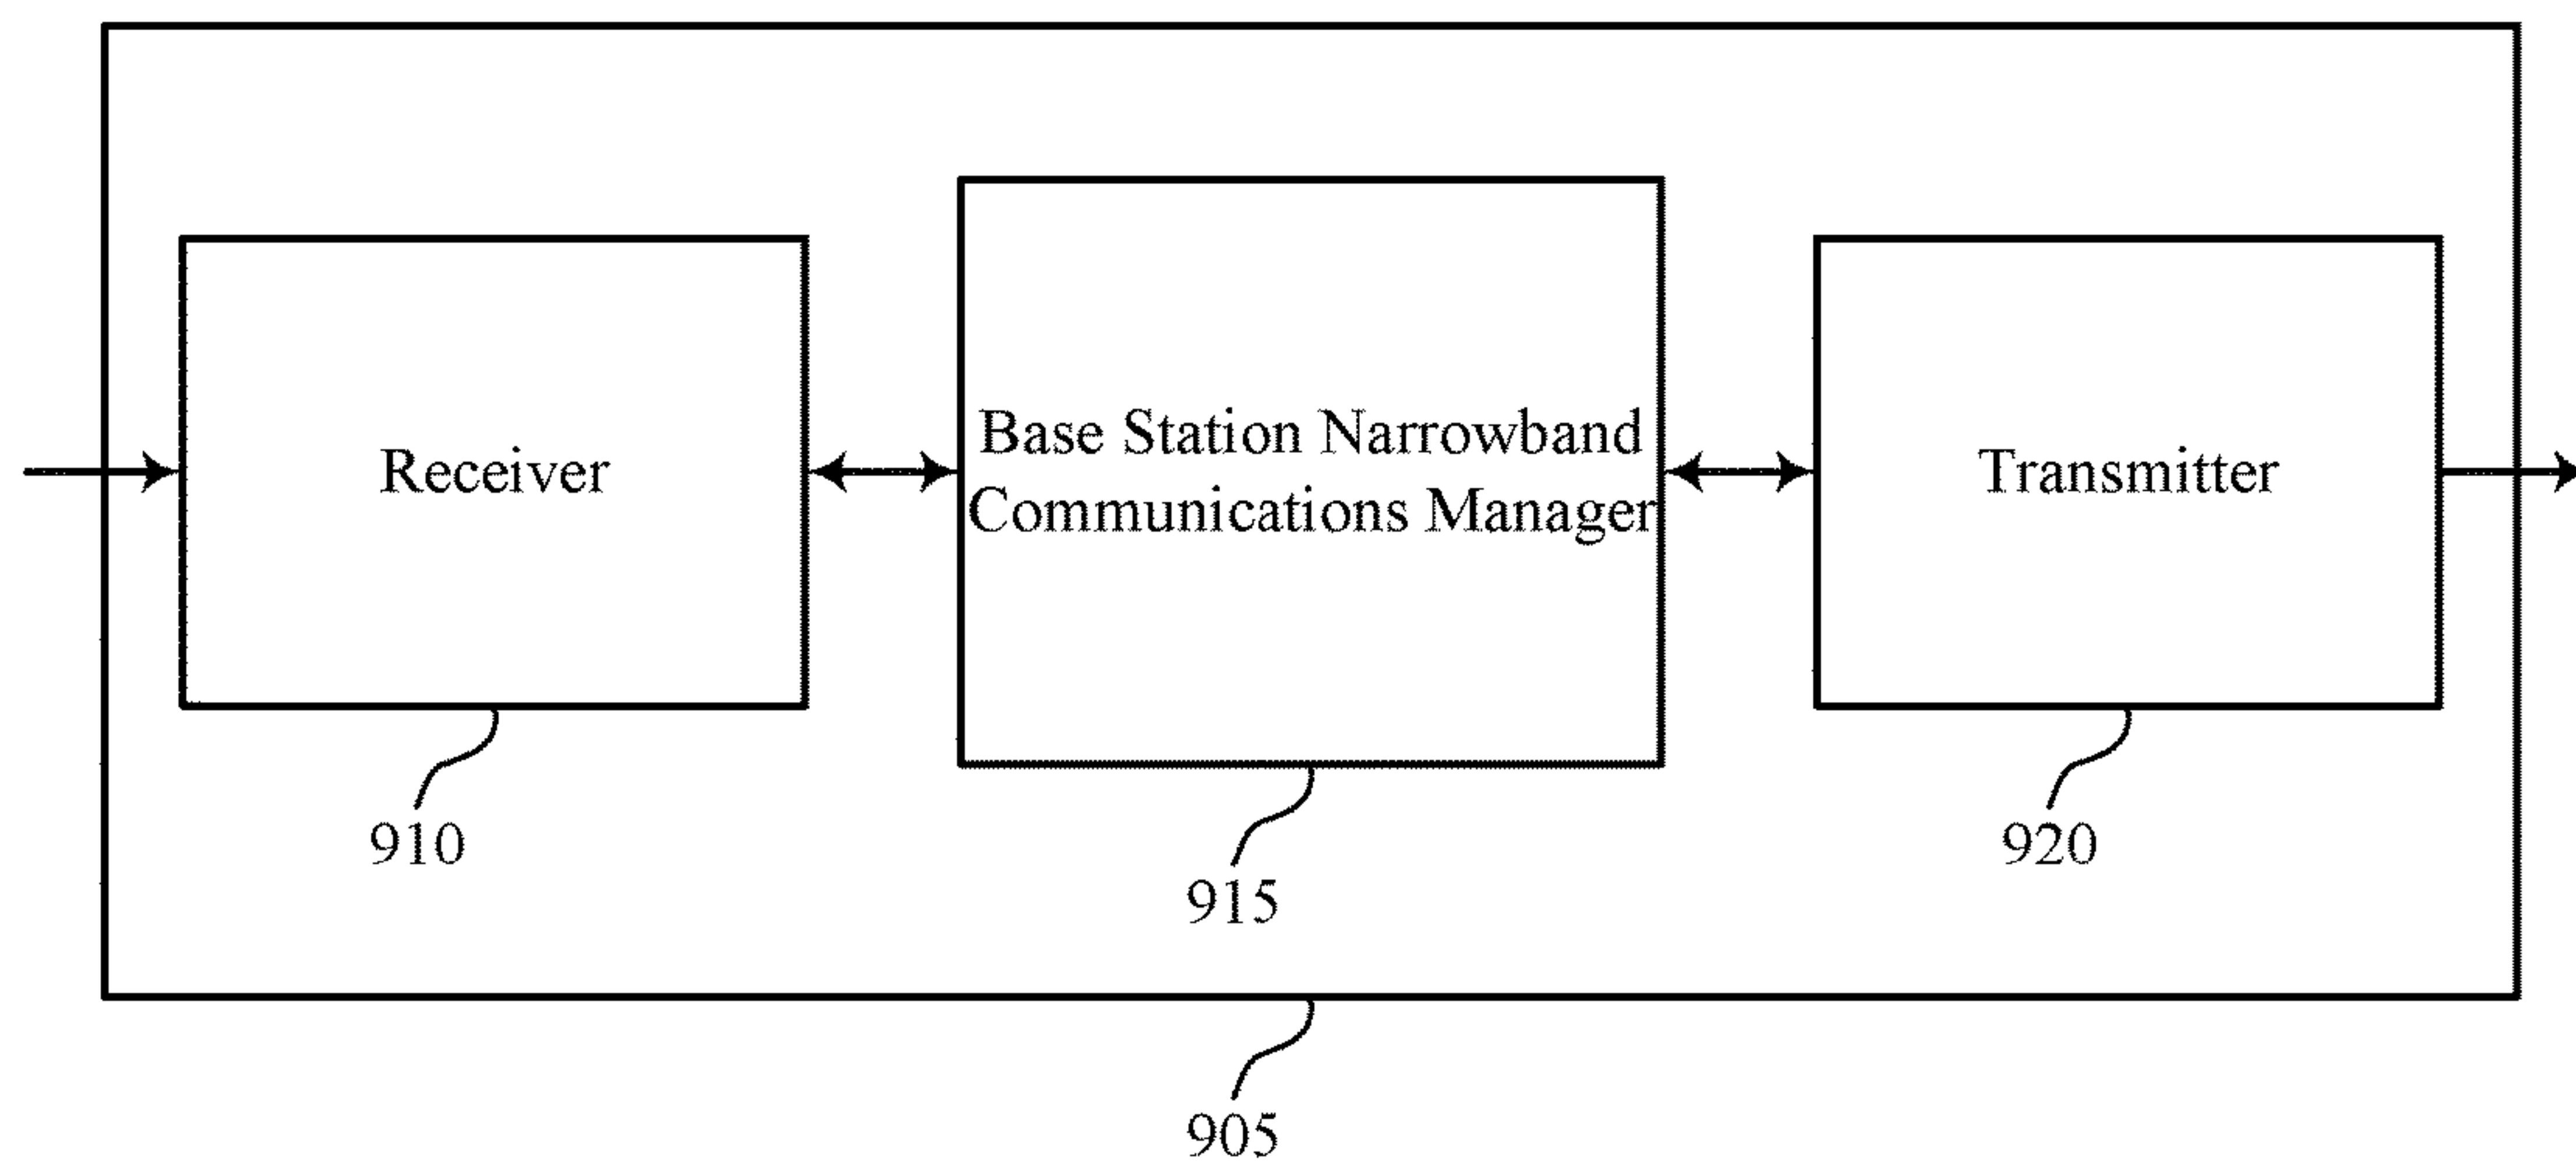 Receiver
Base Station Narrowband
Communications Manager
Transmitter
910
915
920
905